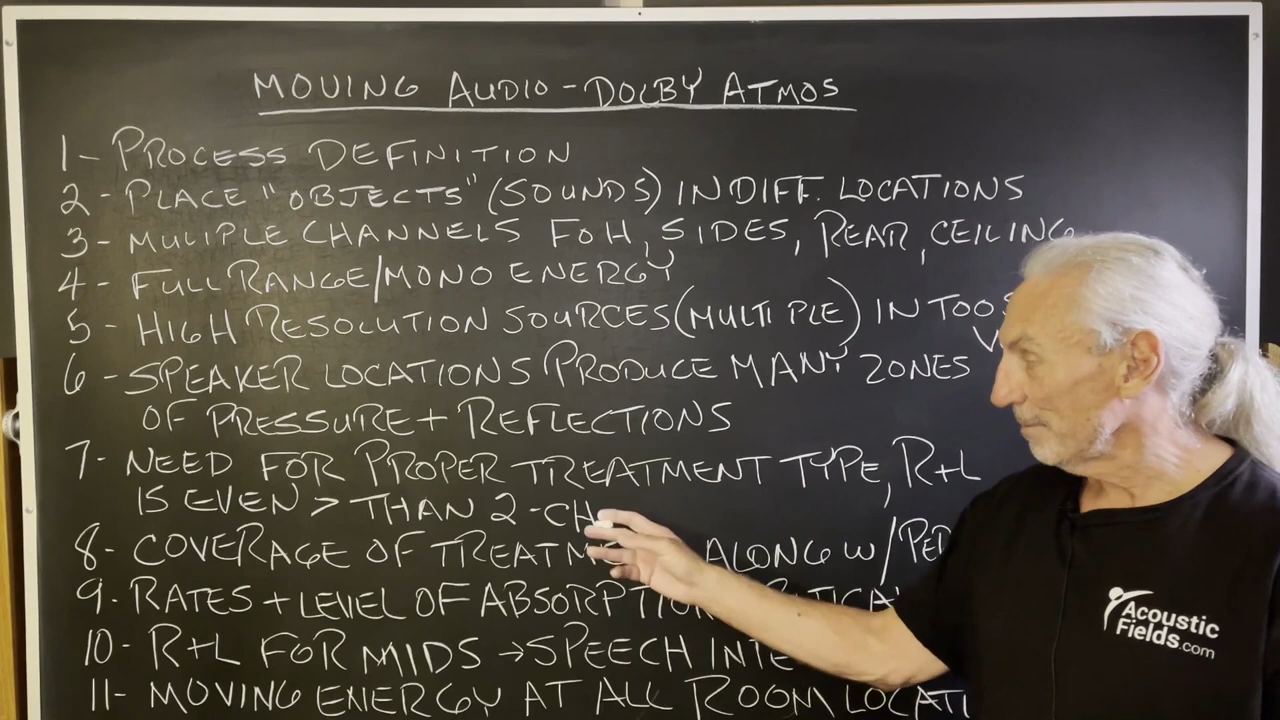 MOVING AUDIO - DOLBY ATMOS
1 - PROCESS DEFINITION
2 - PLACE "OBJECTS" (SOUNDS) IN DIFF. LOCATIONS
3 - MULIPLE CHANNELS FOH, SIDES, REAR, CEILING
4 - FULL RANGE/MONO ENERGY
5 - HIGH RESOLUTION SOURCES (MULTIPLE) IN TOO
6 - SPEAKER LOCATIONS PRODUCE MANY ZONES
OF PRESSURE + REFLECTIONS
7 - NEED FOR PROPER TREATMENT TYPE, R+L
IS EVEN > THAN 2-CH
8 - COVERAGE OF ALONG W/
9 - RATES + LEVEL OF
10 - R+L FOR MIDS → SPEECH
11 - MOVING ENERGY AT ALL ROOM
Acoustic
Fields.com